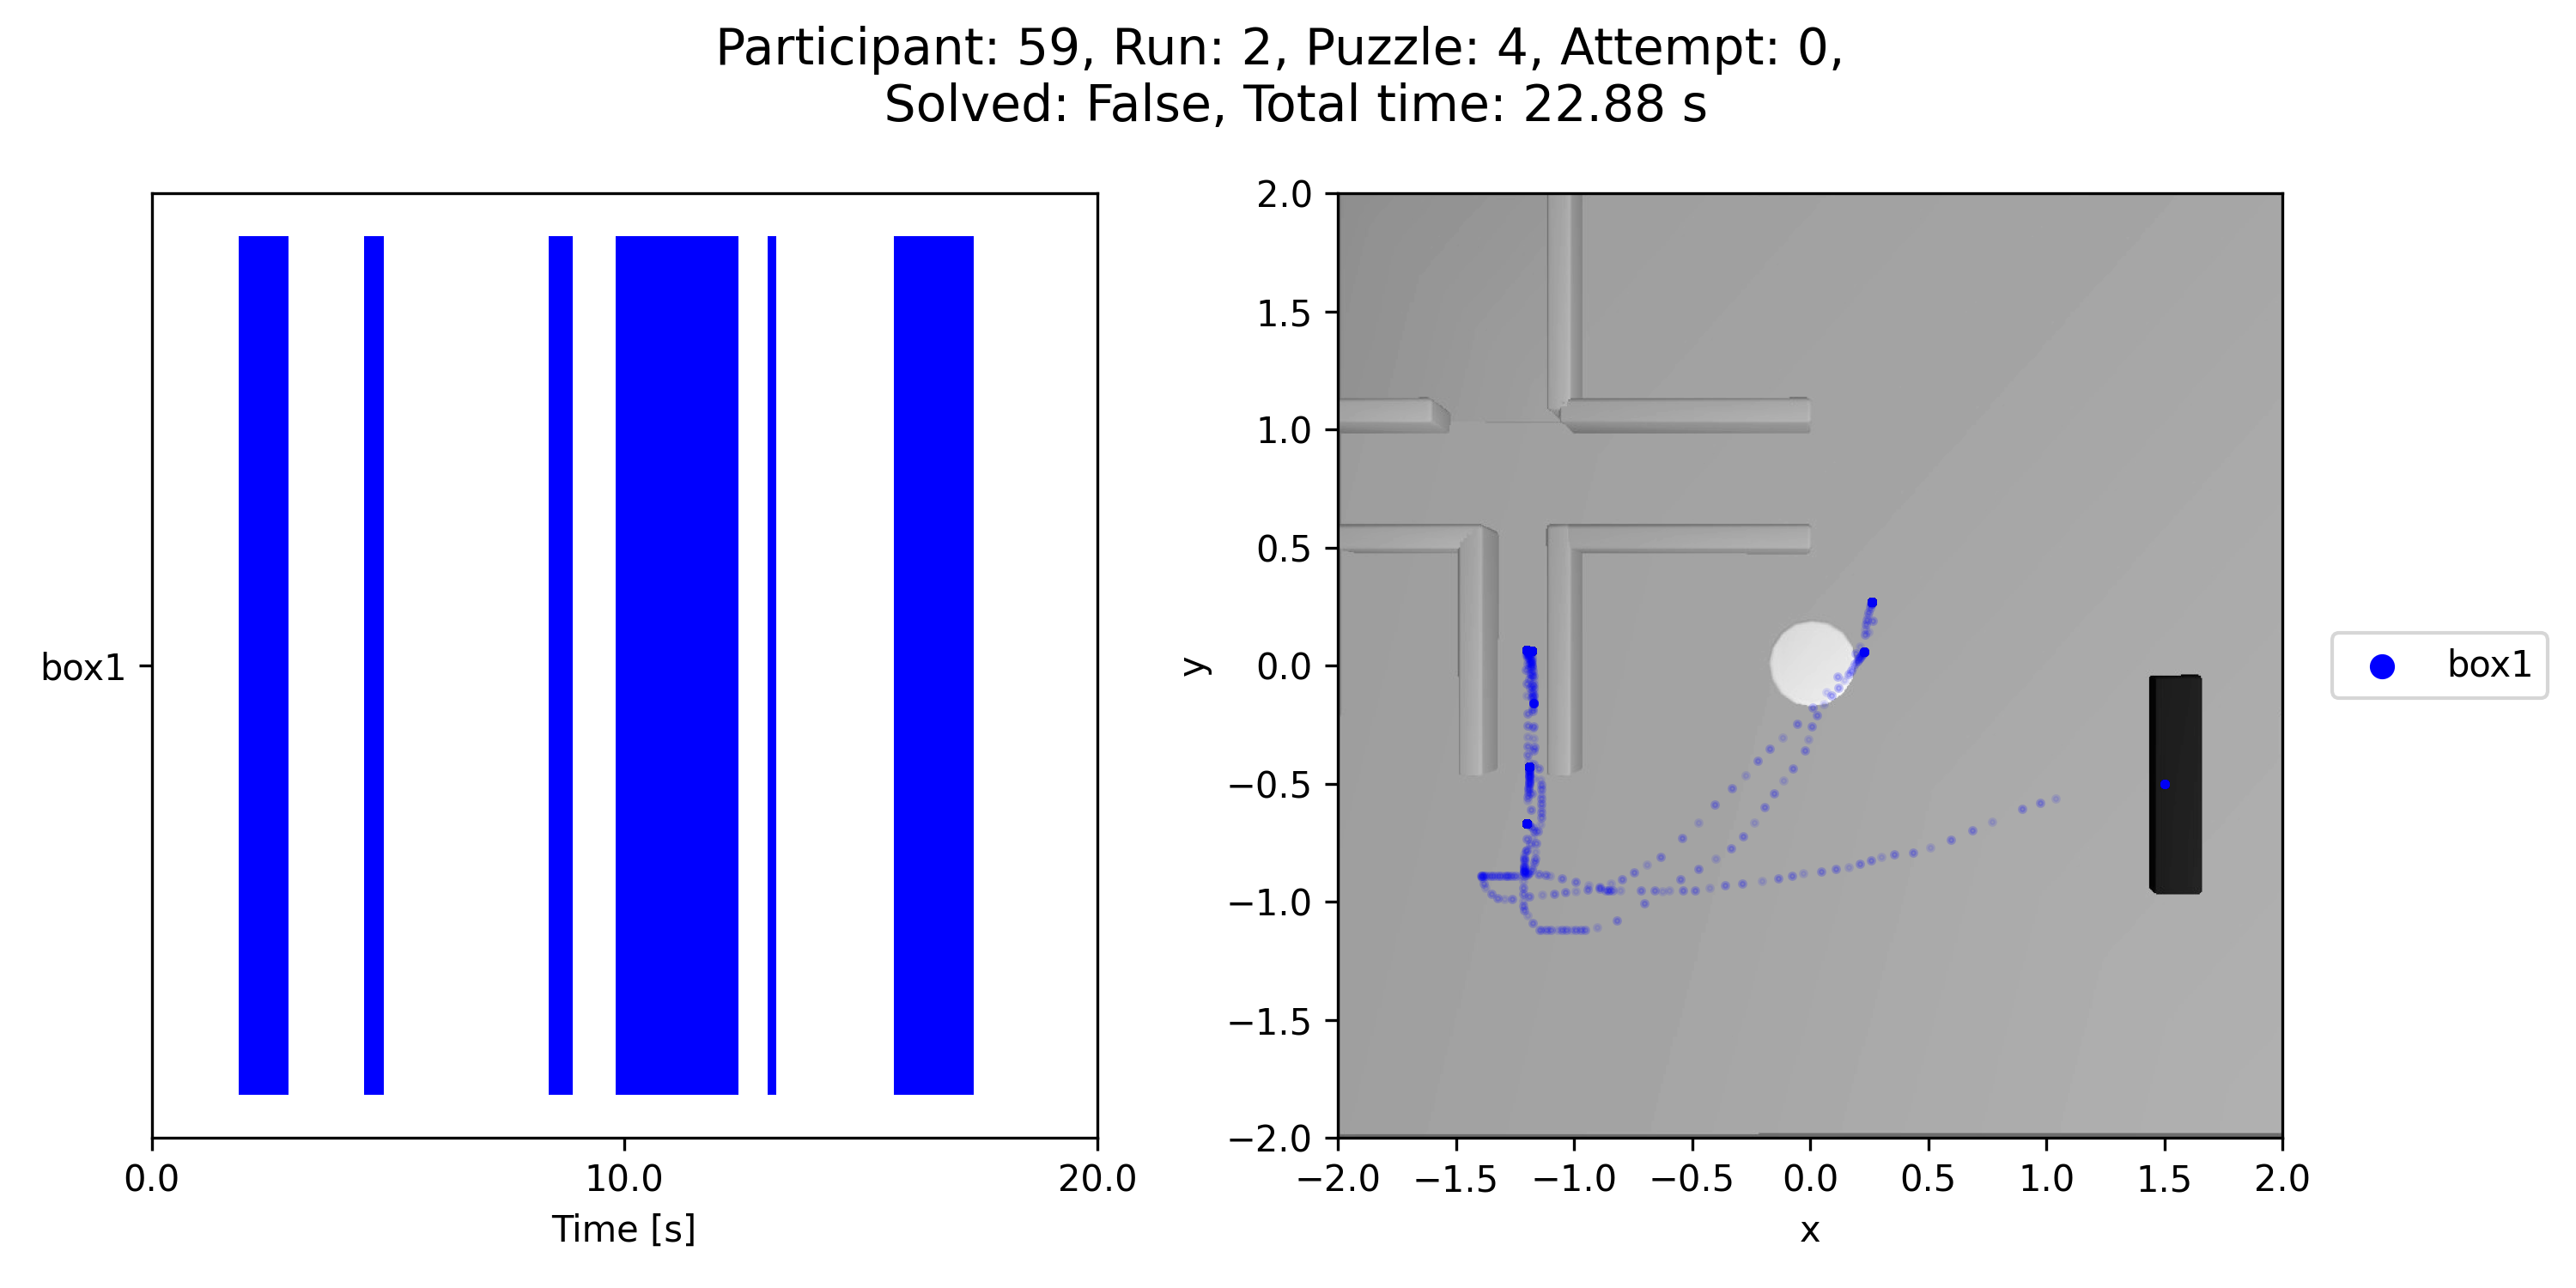 Participant: 59, Run: 2, Puzzle: 4, Attempt: 0,
Solved: False, Total time: 22.88 s
box1
0.0 10.0 20.0
Time [s]
2.0
1.5
1.0
0.5
0.0
−0.5
−1.0
−1.5
−2.0
y
−2.0 −1.5 −1.0 −0.5 0.0 0.5 1.0 1.5 2.0
x
box1